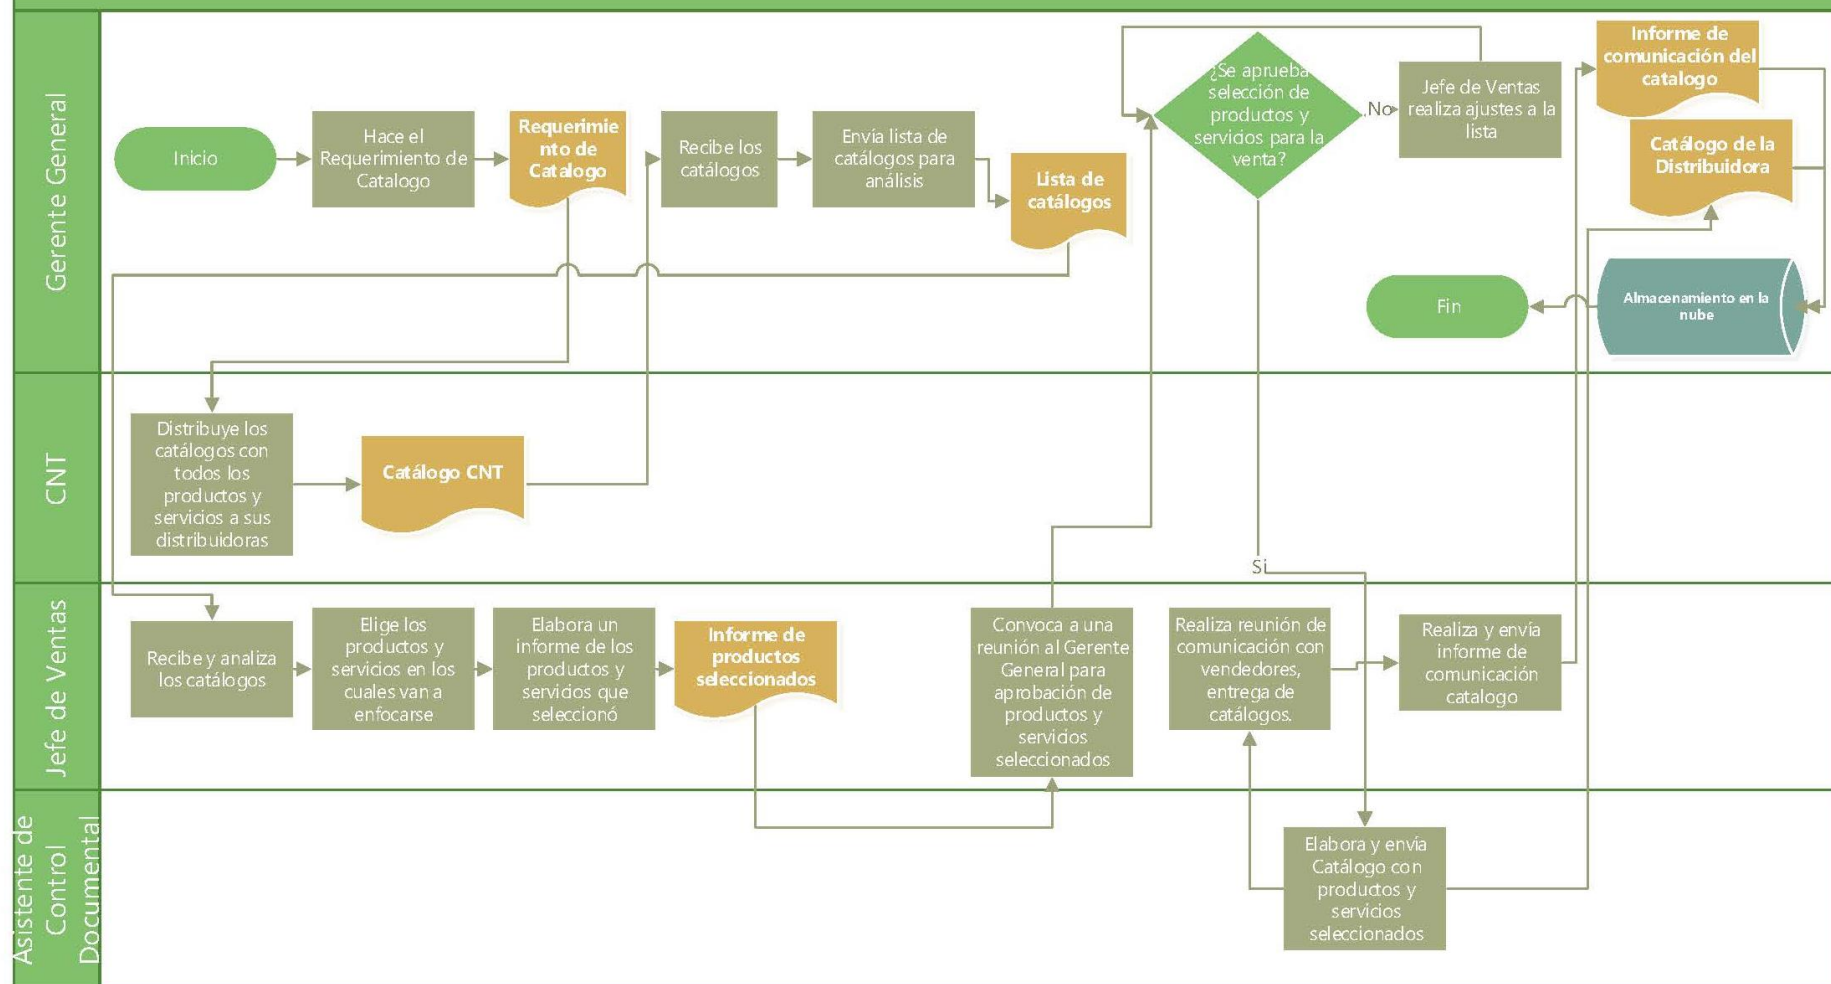 Gerente General
Inicio
Hace el
Requerimiento de
Catalogo
Requerimie
nto de
Catalogo
Recibe los
catálogos
Envía lista de
catálogos para
análisis
Lista de
catálogos
¿Se aprueba
selección de
productos y
servicios para la
venta?
No
Jefe de Ventas
realiza ajustes a la
lista
Informe de
comunicación del
catalogo
Catálogo de la
Distribuidora
Almacenamiento en la
nube
Fin
CNT
Distribuye los
catálogos con
todos los
productos y
servicios a sus
distribuidoras
Catálogo CNT
Si
Jefe de Ventas
Recibe y analiza
los catálogos
Elige los
productos y
servicios en los
cuales van a
enfocarse
Elabora un
informe de los
productos y
servicios que
seleccionó
Informe de
productos
seleccionados
Convoca a una
reunión al Gerente
General para
aprobación de
productos y
servicios
seleccionados
Realiza reunión de
comunicación con
vendedores,
entrega de
catálogos.
Realiza y envía
informe de
comunicación
catalogo
Asistente de
Control
Documental
Elabora y envía
Catálogo con
productos y
servicios
seleccionados